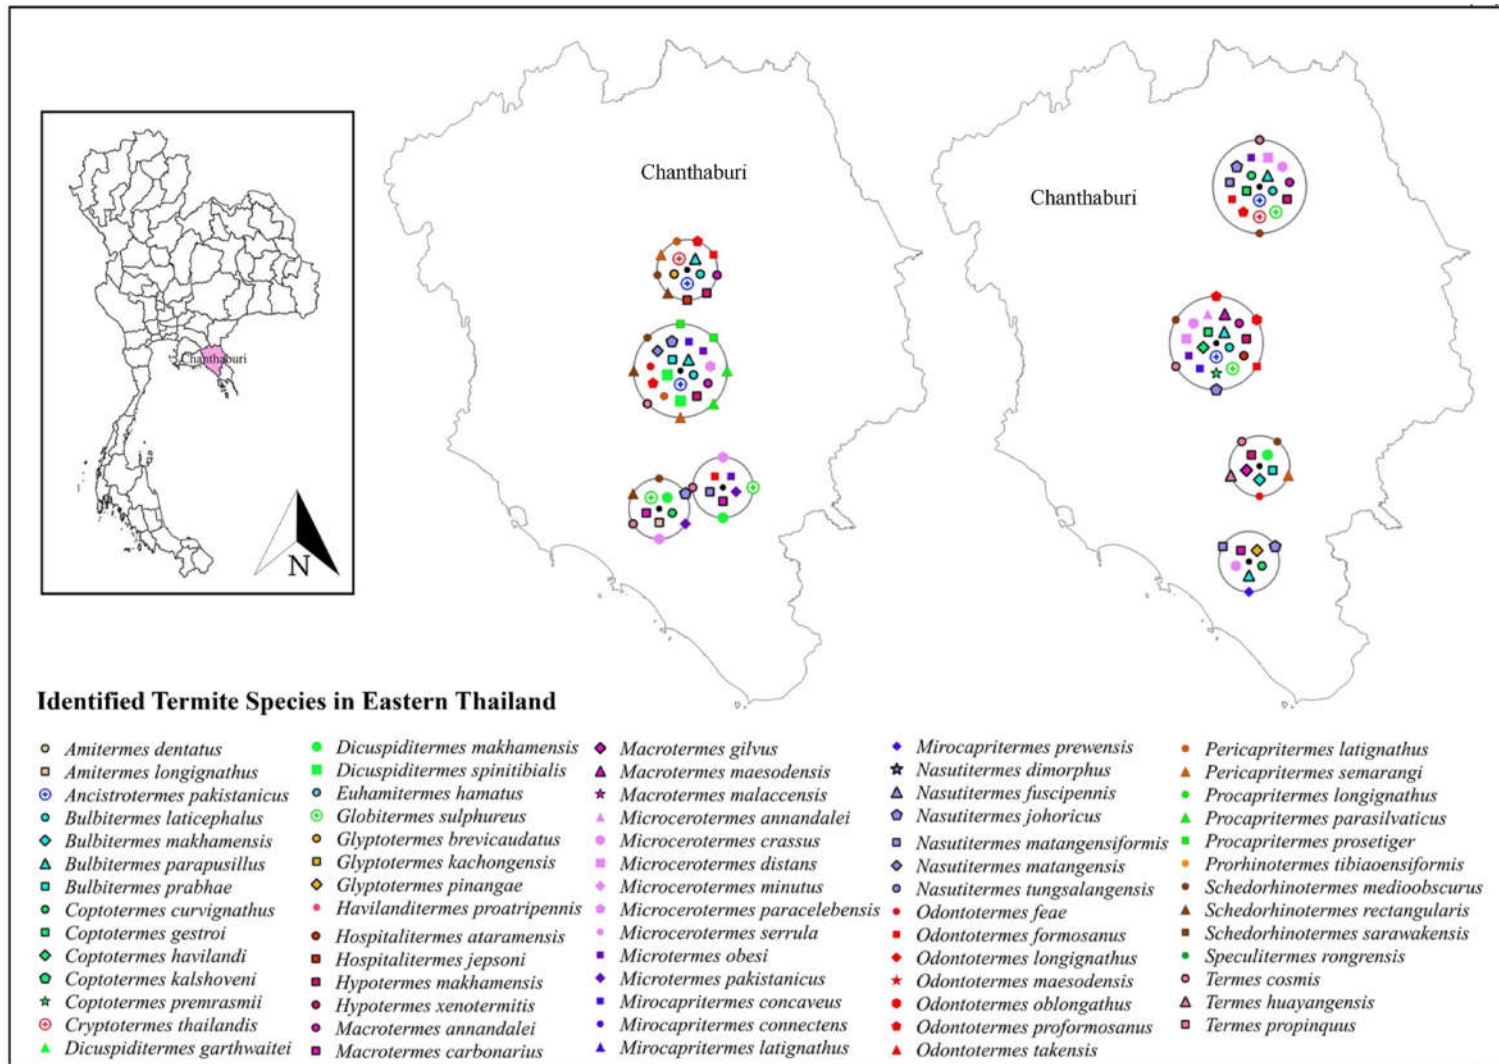 Chanthaburi
Chanthaburi
Chanthaburi
N
Identified Termite Species in Eastern Thailand
Amitermes dentatus
Amitermes longignathus
Ancistrotermes pakistanicus
Bulbitermes laticephalus
Bulbitermes makhamensis
Bulbitermes parapusillus
Bulbitermes prabhae
Coptotermes curvignathus
Coptotermes gestroi
Coptotermes havilandi
Coptotermes kalshoveni
Coptotermes premrasmii
Cryptotermes thailandis
Dicuspiditermes garthwaitei
Dicuspiditermes makhamensis
Dicuspiditermes spinitibialis
Euhamitermes hamatus
Globitermes sulphureus
Glyptotermes brevicaudatus
Glyptotermes kachongensis
Glyptotermes pinangae
Havilanditermes proatripennis
Hospitalitermes ataramensis
Hospitalitermes jepsoni
Hypotermes makhamensis
Hypotermes xenotermitis
Macrotermes annandalei
Macrotermes carbonarius
Macrotermes gilvus
Macrotermes maesodensis
Macrotermes malaccensis
Microcerotermes annandalei
Microcerotermes crassus
Microcerotermes distans
Microcerotermes minutus
Microcerotermes paracelebensis
Microcerotermes serrula
Microtermes obesi
Microtermes pakistanicus
Mirocapritermes concaveus
Mirocapritermes connectens
Mirocapritermes latignathus
Mirocapritermes prewensis
Nasutitermes dimorphus
Nasutitermes fuscipennis
Nasutitermes johoricus
Nasutitermes matangensiformis
Nasutitermes matangensis
Nasutitermes tungsalangensis
Odontotermes feae
Odontotermes formosanus
Odontotermes longignathus
Odontotermes maesodensis
Odontotermes oblongathus
Odontotermes proformosanus
Odontotermes takensis
Pericapritermes latignathus
Pericapritermes semarangi
Procapritermes longignathus
Procapritermes parasilvaticus
Procapritermes prosetiger
Prorhinotermes tibiaoensiformis
Schedorhinotermes medioobscurus
Schedorhinotermes rectangularis
Schedorhinotermes sarawakensis
Speculitermes rongrensis
Termes cosmis
Termes huayangensis
Termes propinquus